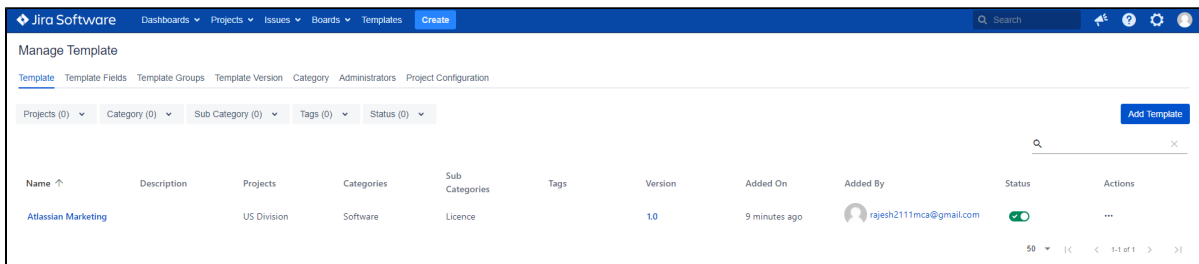 Jira Software Dashboards Projects Issues Boards Templates Create Search
Manage Template
Template Template Fields Template Groups Template Version Category Administrators Project Configuration
Projects (0) Category (0) Sub Category (0) Tags (0) Status (0) Add Template
Name ↑ Description Projects Categories Sub Categories Tags Version Added On Added By Status Actions
Atlassian Marketing US Division Software Licence 1.0 9 minutes ago rajesh2111mca@gmail.com ...
50 1-1 of 1